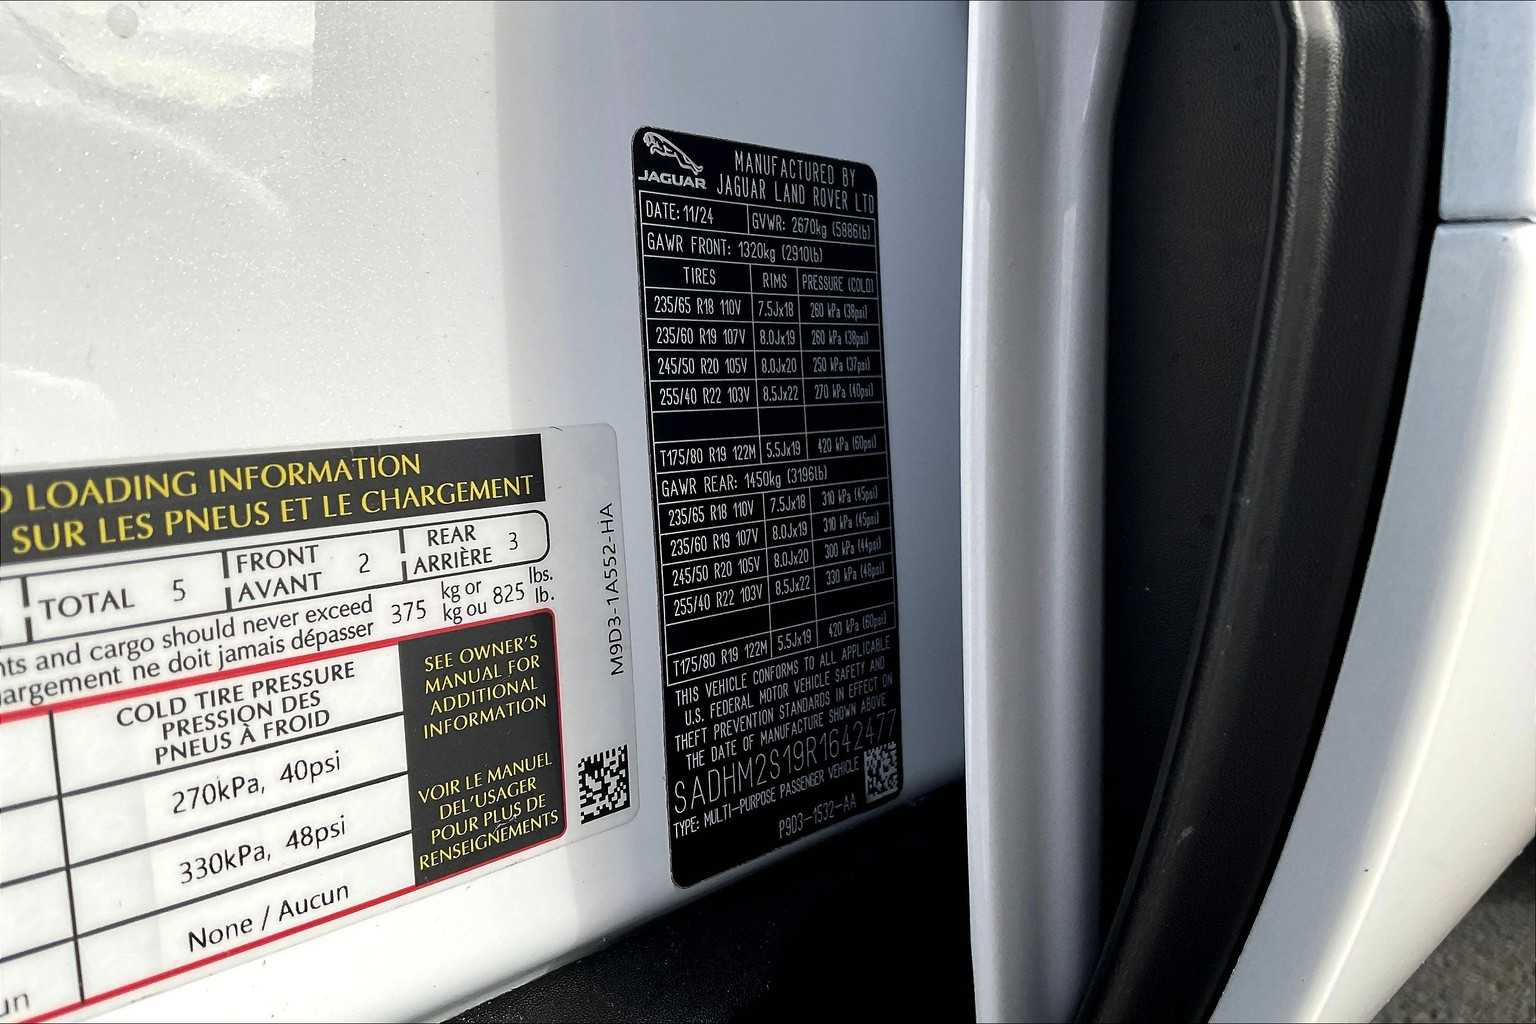 D LOADING INFORMATION
SUR LES PNEUS ET LE CHARGEMENT
TOTAL 5 FRONT AVANT 2 REAR ARRIÈRE 3
nts and cargo should never exceed 375 kg or 825 lbs.
argement ne doit jamais dépasser kg ou lb.
COLD TIRE PRESSURE
PRESSION DES
PNEUS À FROID
270kPa, 40psi
330kPa, 48psi
None / Aucun
un
SEE OWNER'S
MANUAL FOR
ADDITIONAL
INFORMATION
VOIR LE MANUEL
DEL'USAGER
POUR PLUS DE
RENSEIGNEMENTS
M9D3-1A552-HA
JAGUAR
MANUFACTURED BY
JAGUAR LAND ROVER LTD
DATE: 11/24 GVWR: 2670kg (5886lb)
GAWR FRONT: 1320kg (2910lb)
TIRES RIMS PRESSURE (COLD)
235/65 R18 110V 7.5Jx18 260 kPa (38psi)
235/60 R19 107V 8.0Jx19 260 kPa (38psi)
245/50 R20 105V 8.0Jx20 250 kPa (37psi)
255/40 R22 103V 8.5Jx22 270 kPa (40psi)
T175/80 R19 122M 5.5Jx19 420 kPa (60psi)
GAWR REAR: 1450kg (3196lb)
235/65 R18 110V 7.5Jx18 310 kPa (45psi)
235/60 R19 107V 8.0Jx19 310 kPa (45psi)
245/50 R20 105V 8.0Jx20 300 kPa (44psi)
255/40 R22 103V 8.5Jx22 330 kPa (48psi)
T175/80 R19 122M 5.5Jx19 420 kPa (60psi)
THIS VEHICLE CONFORMS TO ALL APPLICABLE
U.S. FEDERAL MOTOR VEHICLE SAFETY AND
THEFT PREVENTION STANDARDS IN EFFECT ON
THE DATE OF MANUFACTURE SHOWN ABOVE
SADHM2S19R1642477
TYPE: MULTI-PURPOSE PASSENGER VEHICLE
P9D3-1532-AA